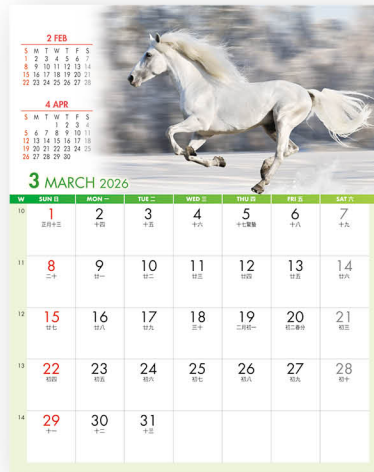 2 FEB
S M T W T F S
1 2 3 4 5 6 7
8 9 10 11 12 13 14
15 16 17 18 19 20 21
22 23 24 25 26 27 28
4 APR
S M T W T F S
1 2 3 4
5 6 7 8 9 10 11
12 13 14 15 16 17 18
19 20 21 22 23 24 25
26 27 28 29 30
3 MARCH 2026
W SUN 日 MON 一 TUE 二 WED 三 THU 四 FRI 五 SAT 六
10 1 2 3 4 5 6 7
正月十三 十四 十五 十六 十七驚蟄 十八 十九
11 8 9 10 11 12 13 14
二十 廿一 廿二 廿三 廿四 廿五 廿六
12 15 16 17 18 19 20 21
廿七 廿八 廿九 三十 二月初一 初二春分 初三
13 22 23 24 25 26 27 28
初四 初五 初六 初七 初八 初九 初十
14 29 30 31
十一 十二 十三